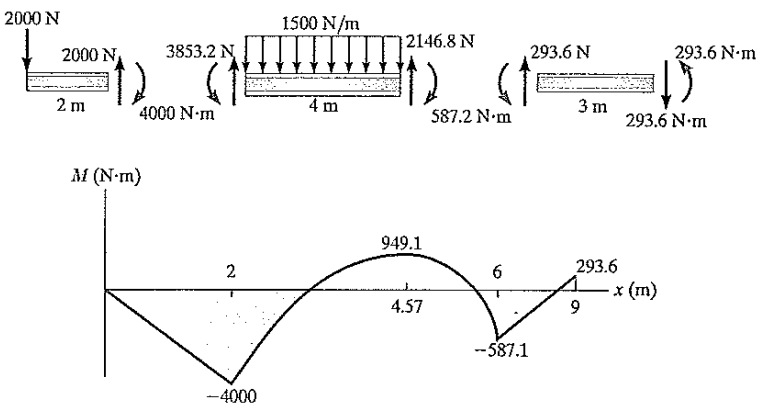 2000 N
1500 N/m
2000 N
3853.2 N
2146.8 N
293.6 N
293.6 N·m
2 m
4000 N·m
4 m
587.2 N·m
3 m
293.6 N·m
M (N·m)
949.1
2
6
293.6
4.57
9
x (m)
−587.1
−4000